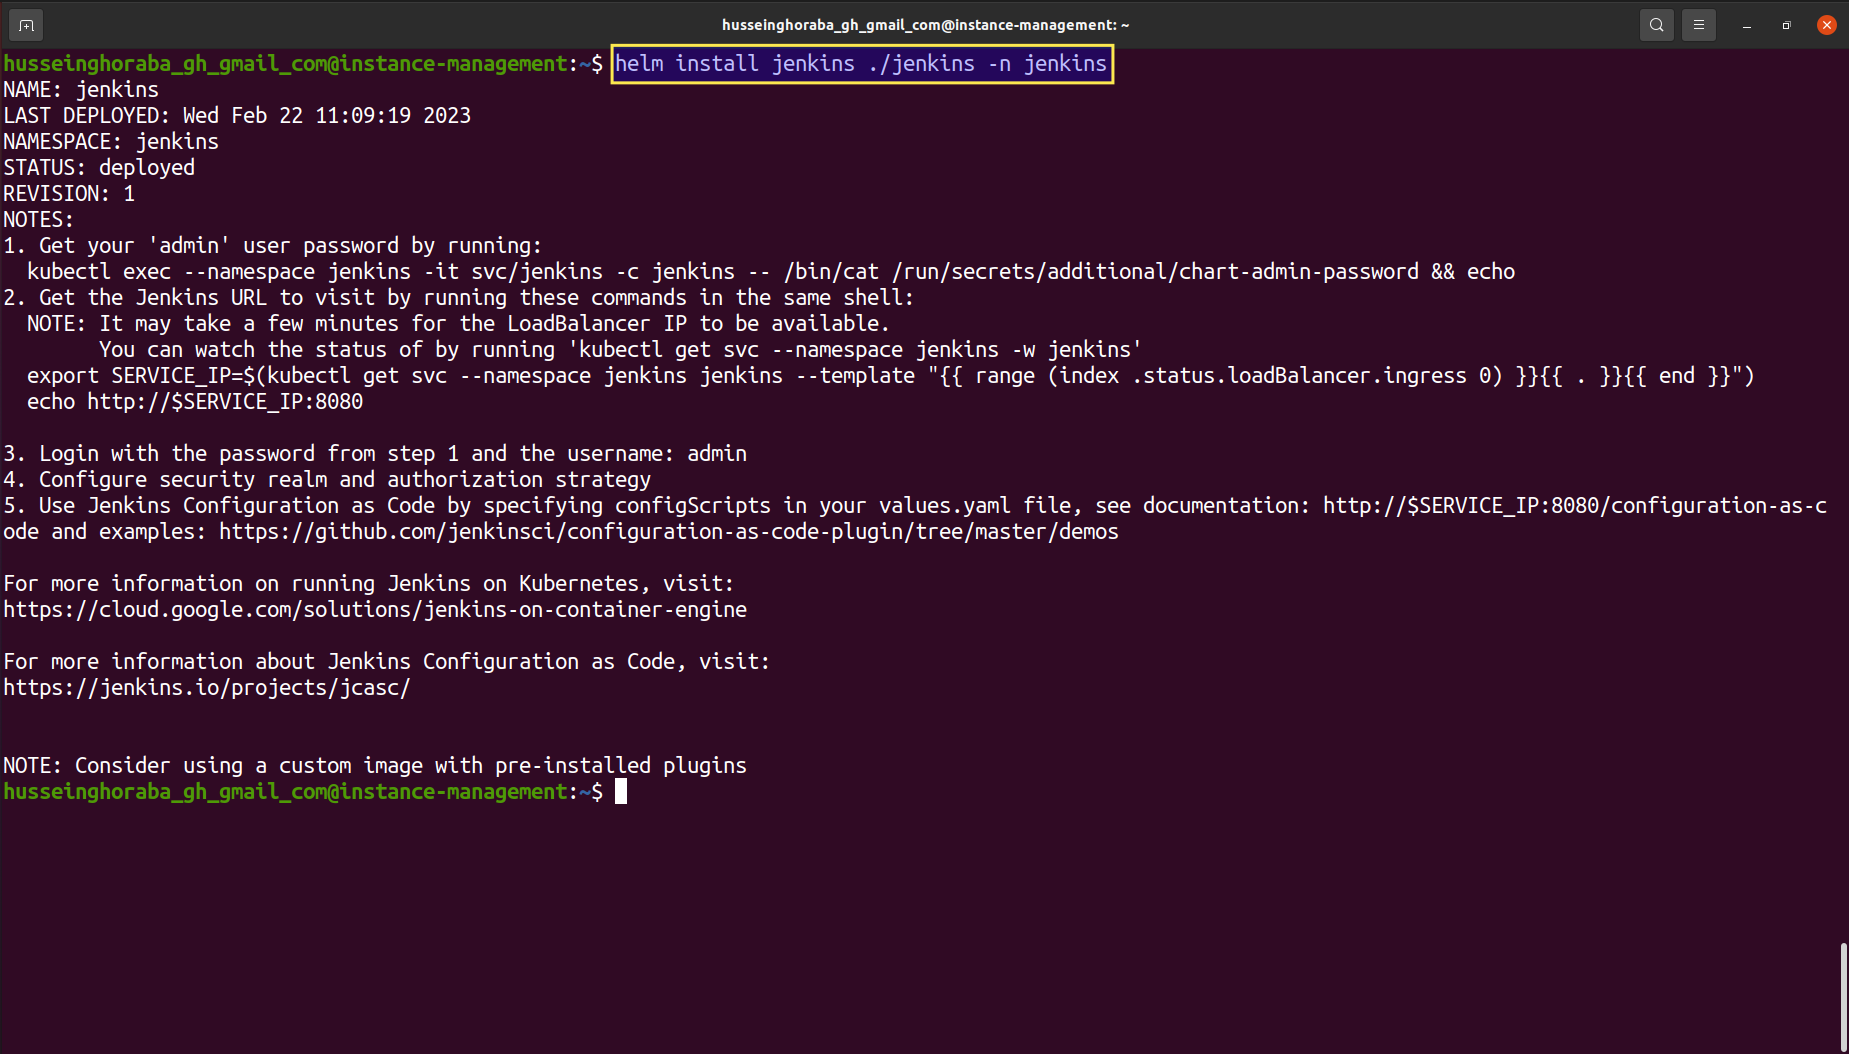 husseinghoraba_gh_gmail_com@instance-management: ~
husseinghoraba_gh_gmail_com@instance-management:~$ helm install jenkins ./jenkins -n jenkins
NAME: jenkins
LAST DEPLOYED: Wed Feb 22 11:09:19 2023
NAMESPACE: jenkins
STATUS: deployed
REVISION: 1
NOTES:
1. Get your 'admin' user password by running:
  kubectl exec --namespace jenkins -it svc/jenkins -c jenkins -- /bin/cat /run/secrets/additional/chart-admin-password && echo
2. Get the Jenkins URL to visit by running these commands in the same shell:
  NOTE: It may take a few minutes for the LoadBalancer IP to be available.
        You can watch the status of by running 'kubectl get svc --namespace jenkins -w jenkins'
  export SERVICE_IP=$(kubectl get svc --namespace jenkins jenkins --template "{{ range (index .status.loadBalancer.ingress 0) }}{{ . }}{{ end }}")
  echo http://$SERVICE_IP:8080
3. Login with the password from step 1 and the username: admin
4. Configure security realm and authorization strategy
5. Use Jenkins Configuration as Code by specifying configScripts in your values.yaml file, see documentation: http://$SERVICE_IP:8080/configuration-as-c
ode and examples: https://github.com/jenkinsci/configuration-as-code-plugin/tree/master/demos
For more information on running Jenkins on Kubernetes, visit:
https://cloud.google.com/solutions/jenkins-on-container-engine
For more information about Jenkins Configuration as Code, visit:
https://jenkins.io/projects/jcasc/
NOTE: Consider using a custom image with pre-installed plugins
husseinghoraba_gh_gmail_com@instance-management:~$